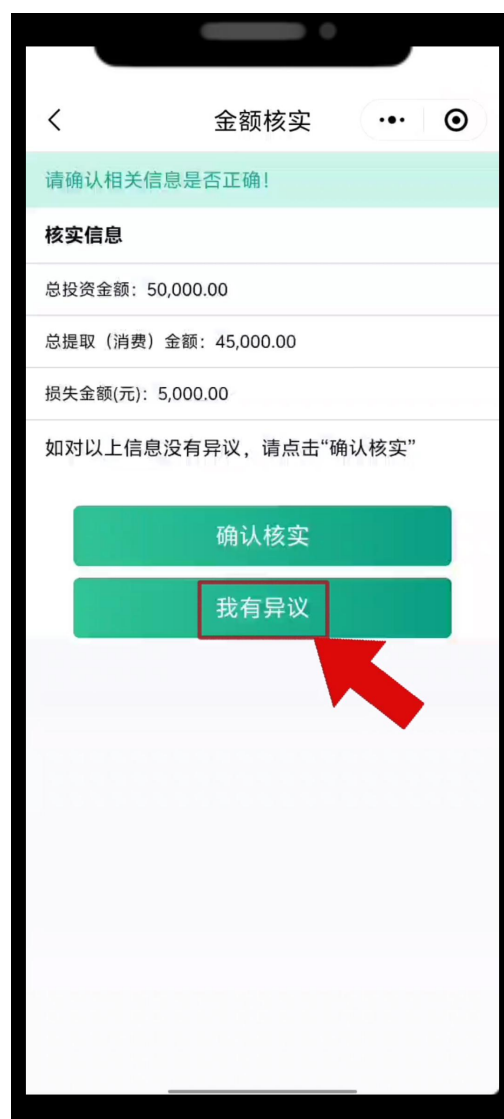 金额核实
请确认相关信息是否正确！
核实信息
总投资金额：50,000.00
总提取（消费）金额：45,000.00
损失金额(元)：5,000.00
如对以上信息没有异议，请点击“确认核实”
确认核实
我有异议